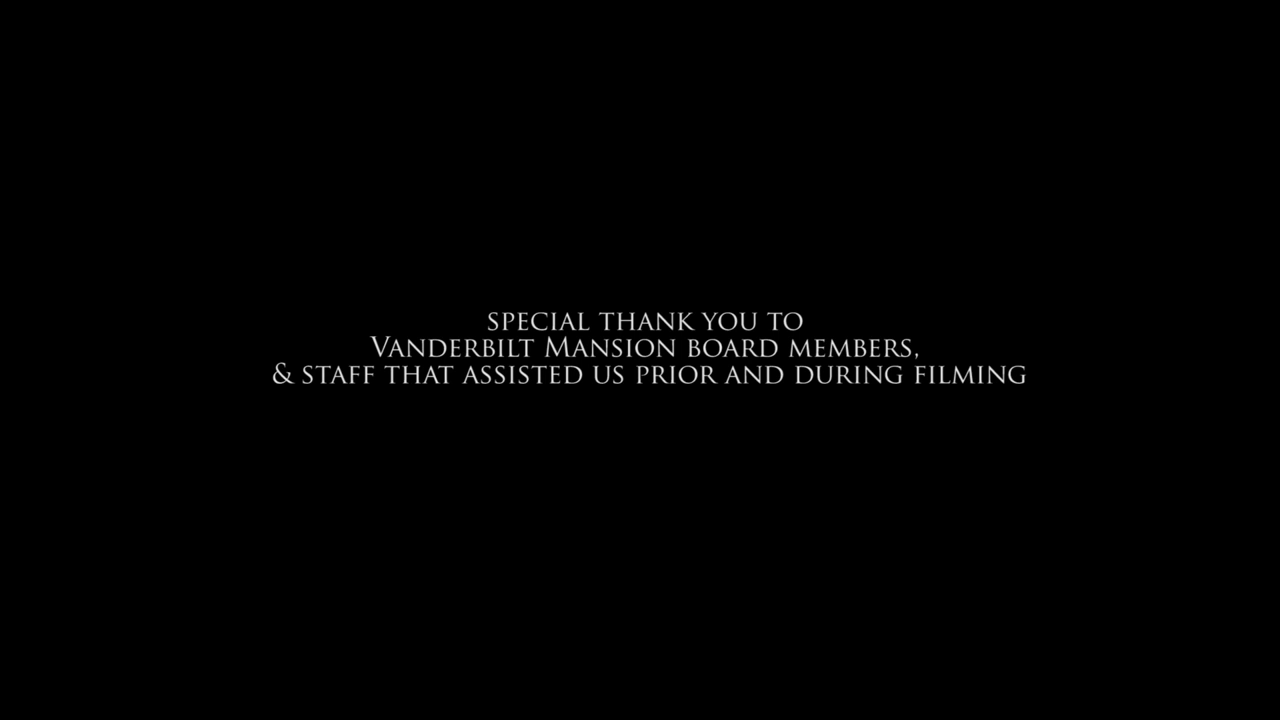 SPECIAL THANK YOU TO
VANDERBILT MANSION BOARD MEMBERS,
& STAFF THAT ASSISTED US PRIOR AND DURING FILMING